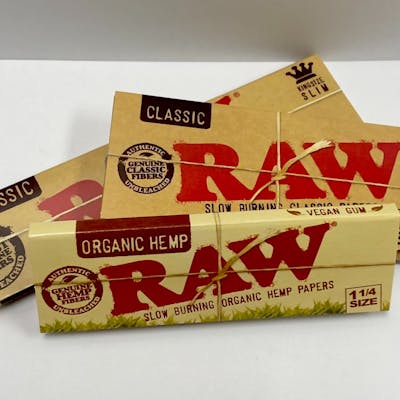 KINGSIZE
SLIM
CLASSIC
UNBLEACHED
CLASSIC
AUTHENTIC
GENUINE
CLASSIC
FIBERS
UNBLEACHED
RAW
SLOW BURNING CLASSIC
VEGAN GUM
ORGANIC HEMP
AUTHENTIC
GENUINE
HEMP
FIBERS
UNBLEACHED
RAW
SLOW BURNING ORGANIC HEMP PAPERS
1 1/4
SIZE